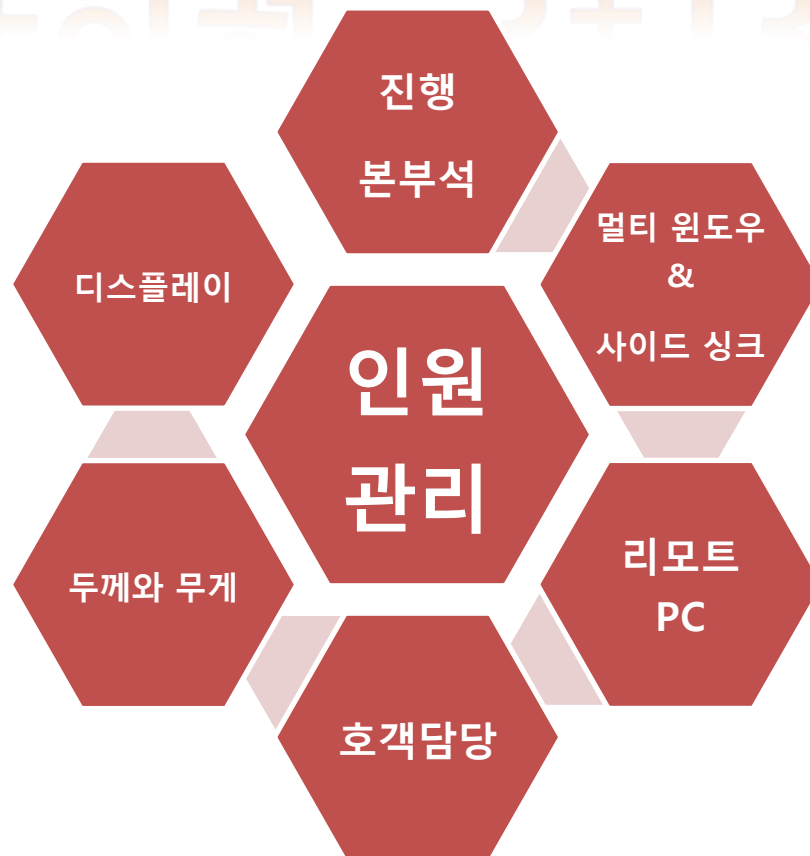 진행
본부석
멀티 윈도우
&
사이드 싱크
디스플레이
인원
관리
리모트
PC
두께와 무게
호객담당